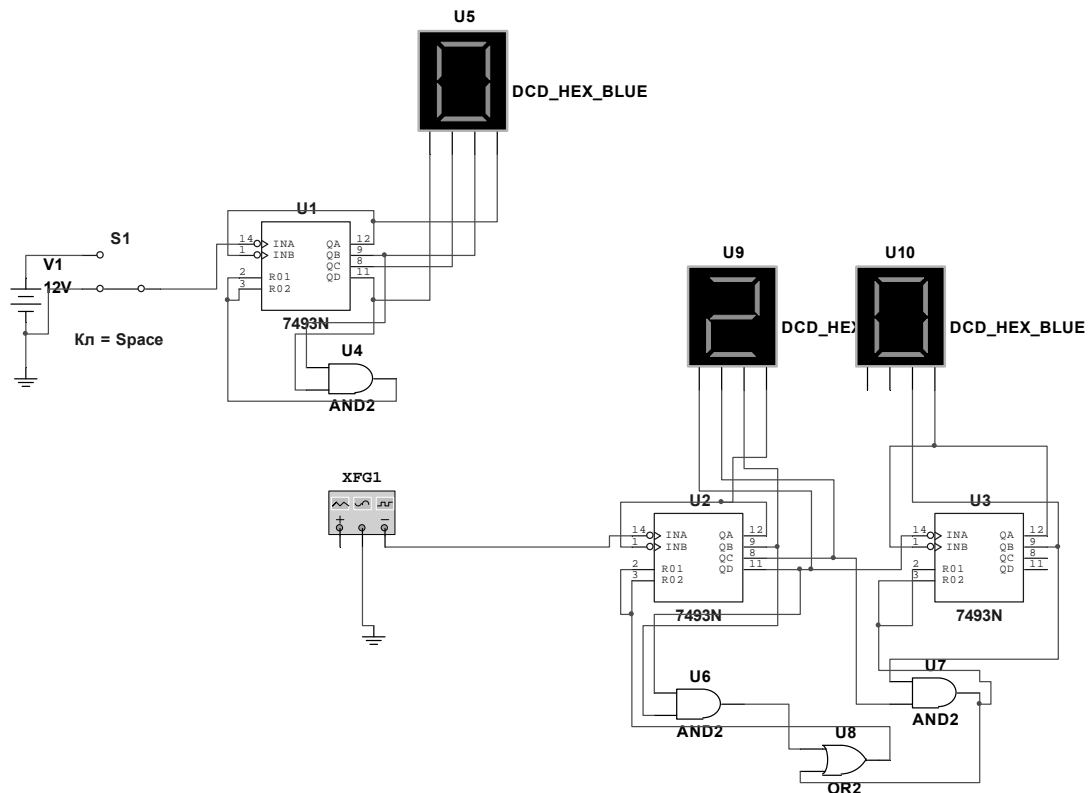 U5
DCD_HEX_BLUE
U1
14 INA QA 12
1 INB QB 9
QC 8
2 R01 QD 11
3 R02
7493N
S1
V1
12V
Кл = Space
U4
AND2
U9
DCD_HEX
U10
DCD_HEX_BLUE
XFG1
U2
14 INA QA 12
1 INB QB 9
QC 8
2 R01 QD 11
3 R02
7493N
U3
14 INA QA 12
1 INB QB 9
QC 8
2 R01 QD 11
3 R02
7493N
U6
AND2
U7
AND2
U8
OR2